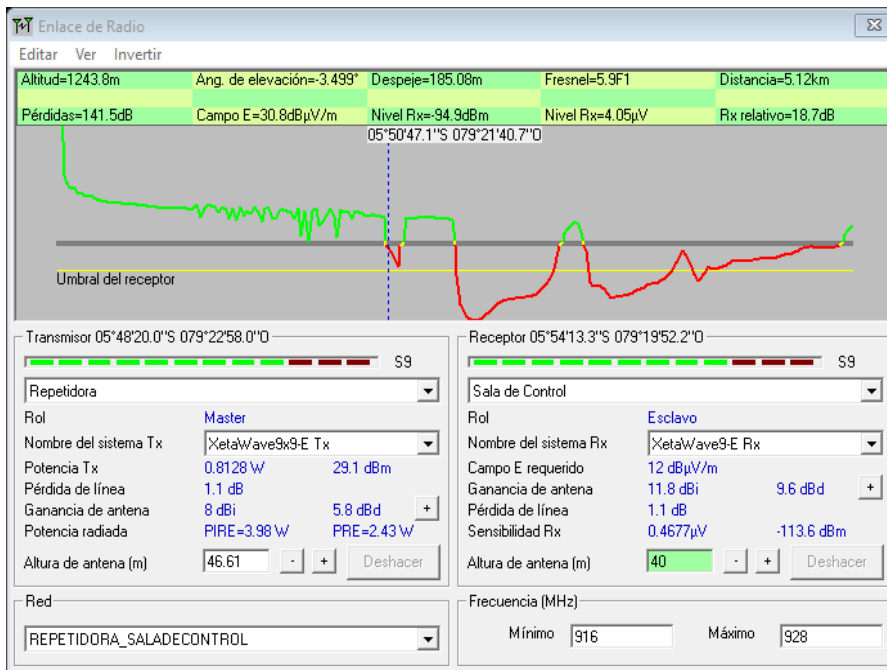 Enlace de Radio
Editar Ver Invertir
Altitud=1243.8m Ang. de elevación=-3.499° Despeje=185.08m Fresnel=5.9F1 Distancia=5.12km
Pérdidas=141.5dB Campo E=30.8dBµV/m Nivel Rx=-94.9dBm Nivel Rx=4.05µV Rx relativo=18.7dB
05°50'47.1"S 079°21'40.7"O
Umbral del receptor
Transmisor 05°48'20.0"S 079°22'58.0"O
S9
Repetidora
Rol Master
Nombre del sistema Tx XetaWave9x9-E Tx
Potencia Tx 0.8128 W 29.1 dBm
Pérdida de línea 1.1 dB
Ganancia de antena 8 dBi 5.8 dBd +
Potencia radiada PIRE=3.98 W PRE=2.43 W
Altura de antena (m) 46.61 - + Deshacer
Receptor 05°54'13.3"S 079°19'52.2"O
S9
Sala de Control
Rol Esclavo
Nombre del sistema Rx XetaWave9-E Rx
Campo E requerido 12 dBµV/m
Ganancia de antena 11.8 dBi 9.6 dBd +
Pérdida de línea 1.1 dB
Sensibilidad Rx 0.4677µV -113.6 dBm
Altura de antena (m) 40 - + Deshacer
Red
REPETIDORA_SALADECONTROL
Frecuencia (MHz)
Mínimo 916 Máximo 928